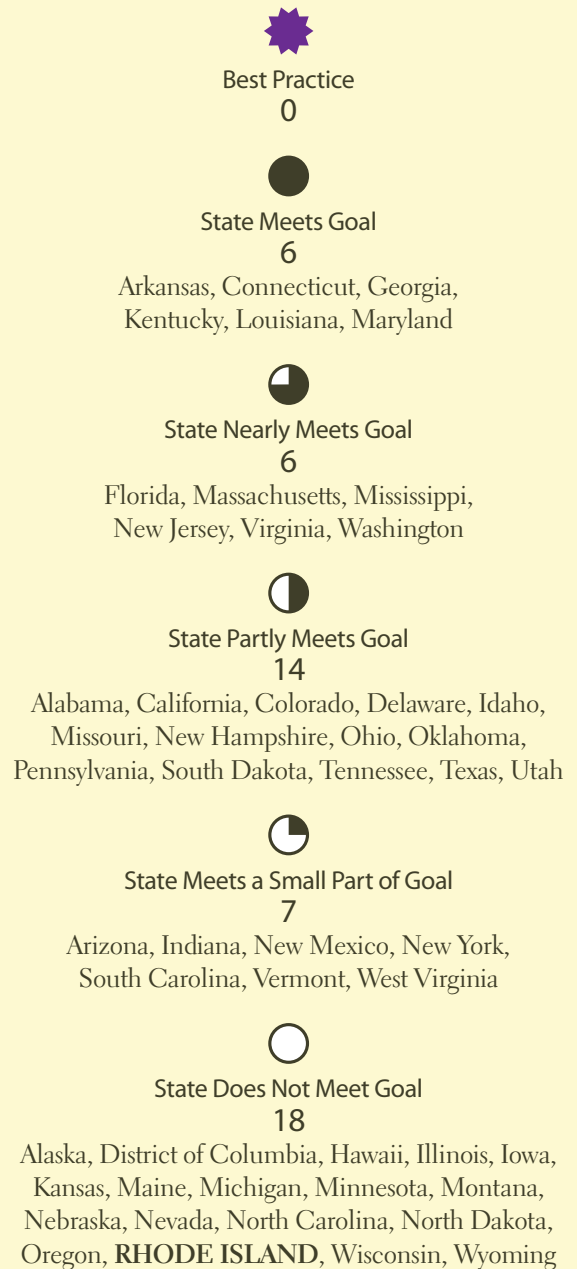 Best Practice
0
State Meets Goal
6
Arkansas, Connecticut, Georgia,
Kentucky, Louisiana, Maryland
State Nearly Meets Goal
6
Florida, Massachusetts, Mississippi,
New Jersey, Virginia, Washington
State Partly Meets Goal
14
Alabama, California, Colorado, Delaware, Idaho,
Missouri, New Hampshire, Ohio, Oklahoma,
Pennsylvania, South Dakota, Tennessee, Texas, Utah
State Meets a Small Part of Goal
7
Arizona, Indiana, New Mexico, New York,
South Carolina, Vermont, West Virginia
State Does Not Meet Goal
18
Alaska, District of Columbia, Hawaii, Illinois, Iowa,
Kansas, Maine, Michigan, Minnesota, Montana,
Nebraska, Nevada, North Carolina, North Dakota,
Oregon, RHODE ISLAND, Wisconsin, Wyoming